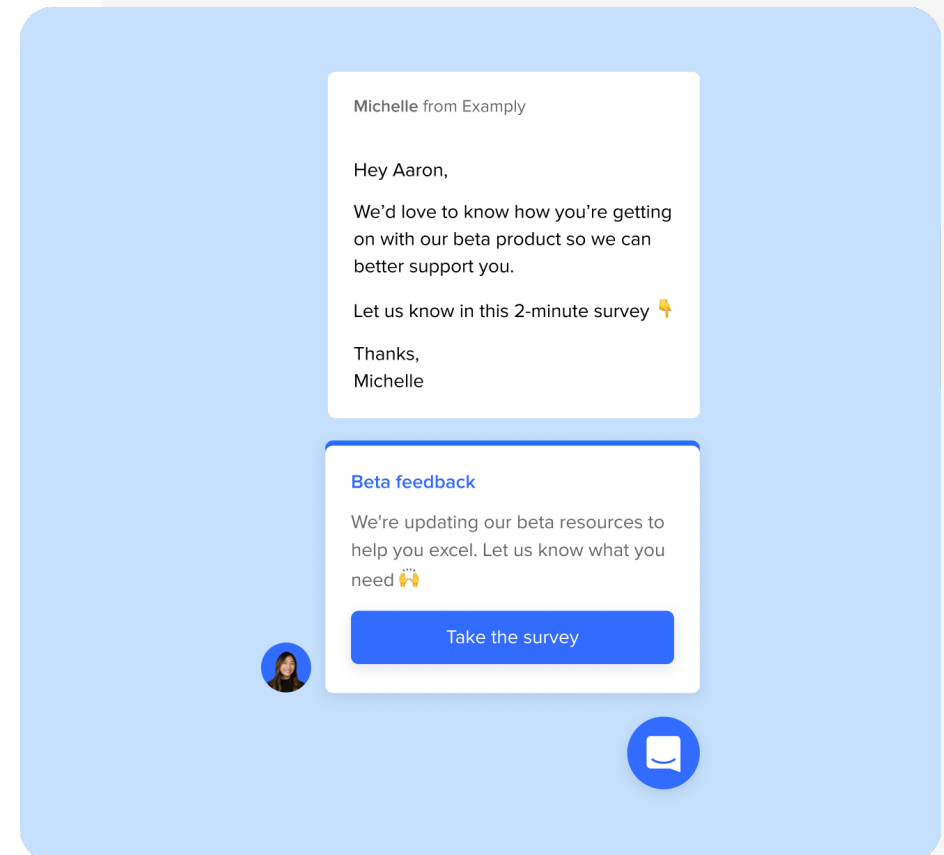 Michelle from Examply
Hey Aaron,
We’d love to know how you’re getting
on with our beta product so we can
better support you.
Let us know in this 2-minute survey 👇
Thanks,
Michelle
Beta feedback
We're updating our beta resources to
help you excel. Let us know what you
need 🙌
Take the survey